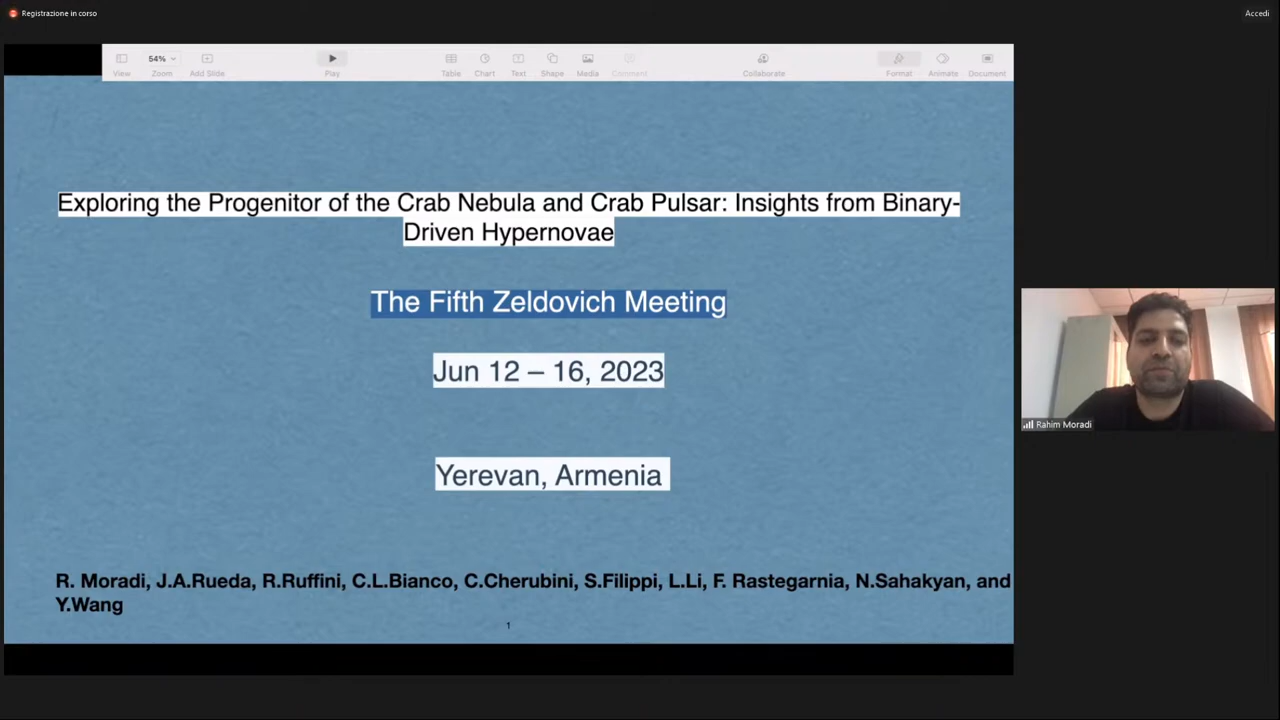 Registrazione in corso
Accedi
54%
View
Zoom
Add Slide
Play
Table
Chart
Text
Shape
Media
Comment
Collaborate
Format
Animate
Document
Exploring the Progenitor of the Crab Nebula and Crab Pulsar: Insights from Binary-
Driven Hypernovae
The Fifth Zeldovich Meeting
Jun 12 – 16, 2023
Yerevan, Armenia
R. Moradi, J.A.Rueda, R.Ruffini, C.L.Bianco, C.Cherubini, S.Filippi, L.Li, F. Rastegarnia, N.Sahakyan, and
Y.Wang
1
Rahim Moradi